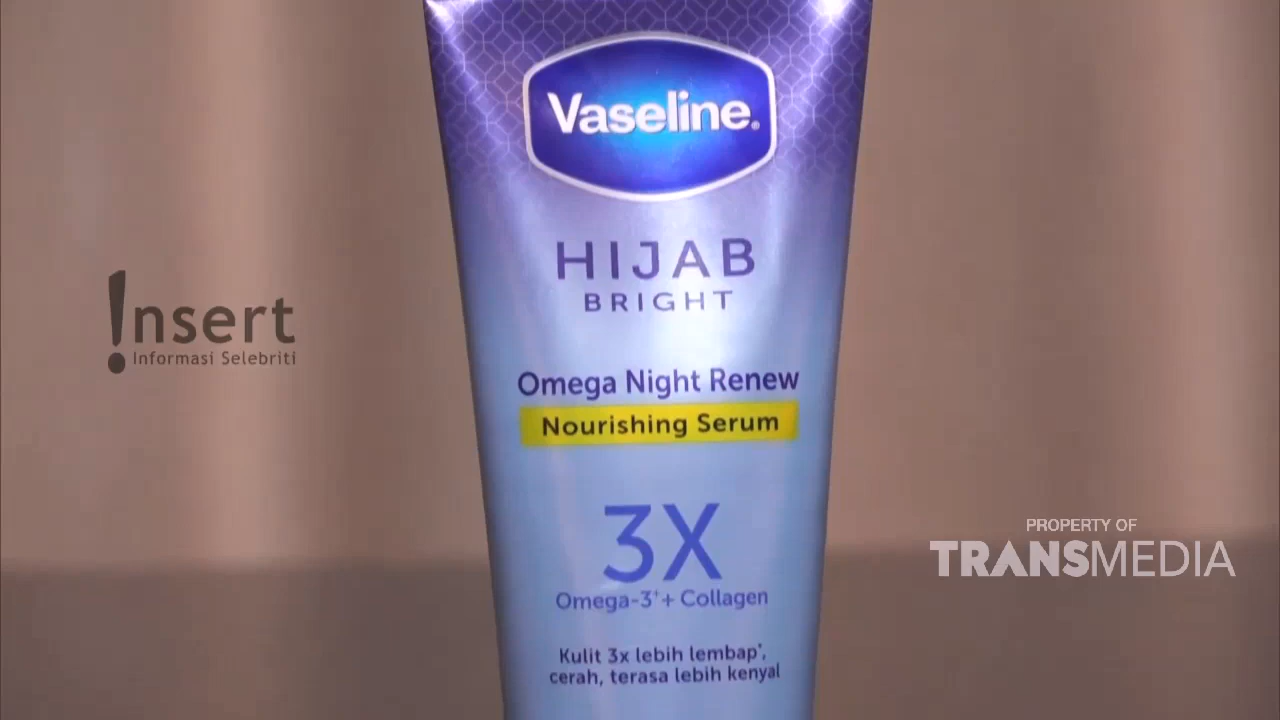 Vaseline.
HIJAB
BRIGHT
Insert
Informasi Selebriti
Omega Night Renew
Nourishing Serum
3X
Omega-3⁺+ Collagen
PROPERTY OF
TRANSMEDIA
Kulit 3x lebih lembap*,
cerah, terasa lebih kenyal